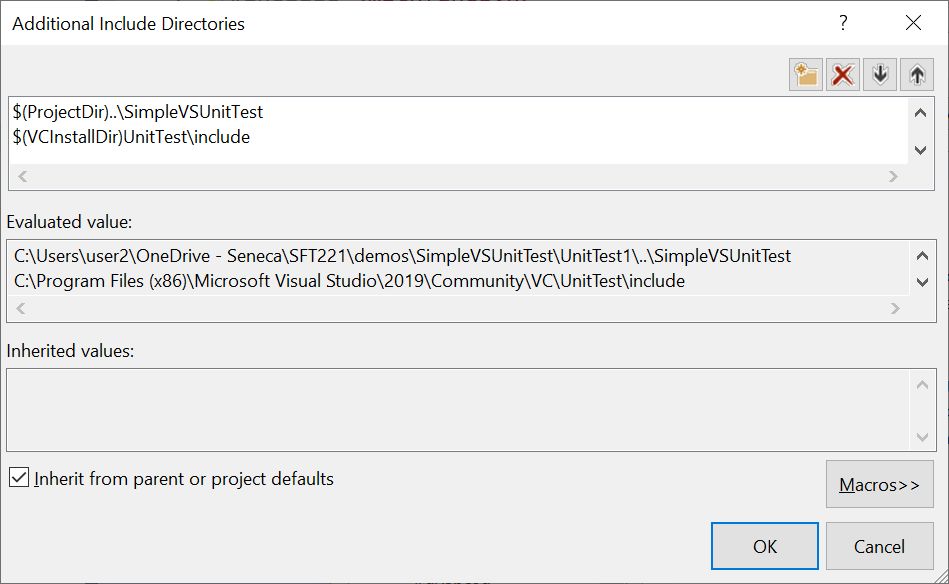 Additional Include Directories
?
$(ProjectDir)..\SimpleVSUnitTest
$(VCInstallDir)UnitTest\include
Evaluated value:
C:\Users\user2\OneDrive - Seneca\SFT221\demos\SimpleVSUnitTest\UnitTest1\..\SimpleVSUnitTest
C:\Program Files (x86)\Microsoft Visual Studio\2019\Community\VC\UnitTest\include
Inherited values:
Inherit from parent or project defaults
Macros>>
OK
Cancel